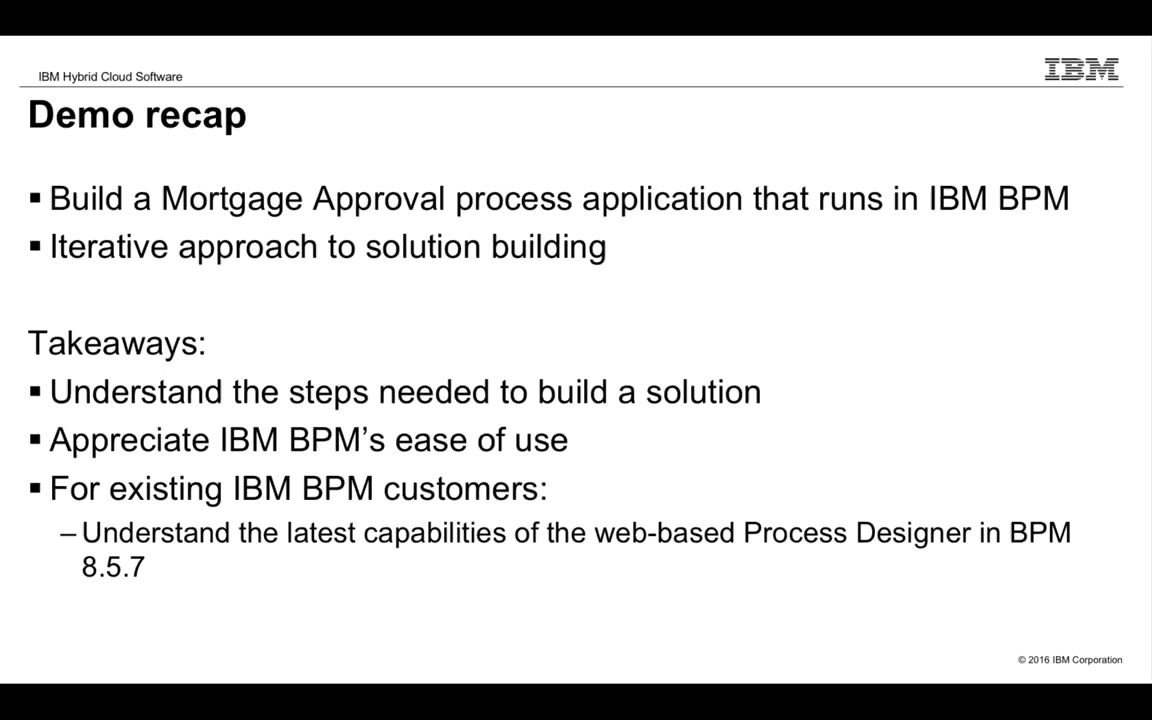 IBM Hybrid Cloud Software
IBM
Demo recap
▪ Build a Mortgage Approval process application that runs in IBM BPM
▪ Iterative approach to solution building
Takeaways:
▪ Understand the steps needed to build a solution
▪ Appreciate IBM BPM’s ease of use
▪ For existing IBM BPM customers:
– Understand the latest capabilities of the web-based Process Designer in BPM
8.5.7
© 2016 IBM Corporation